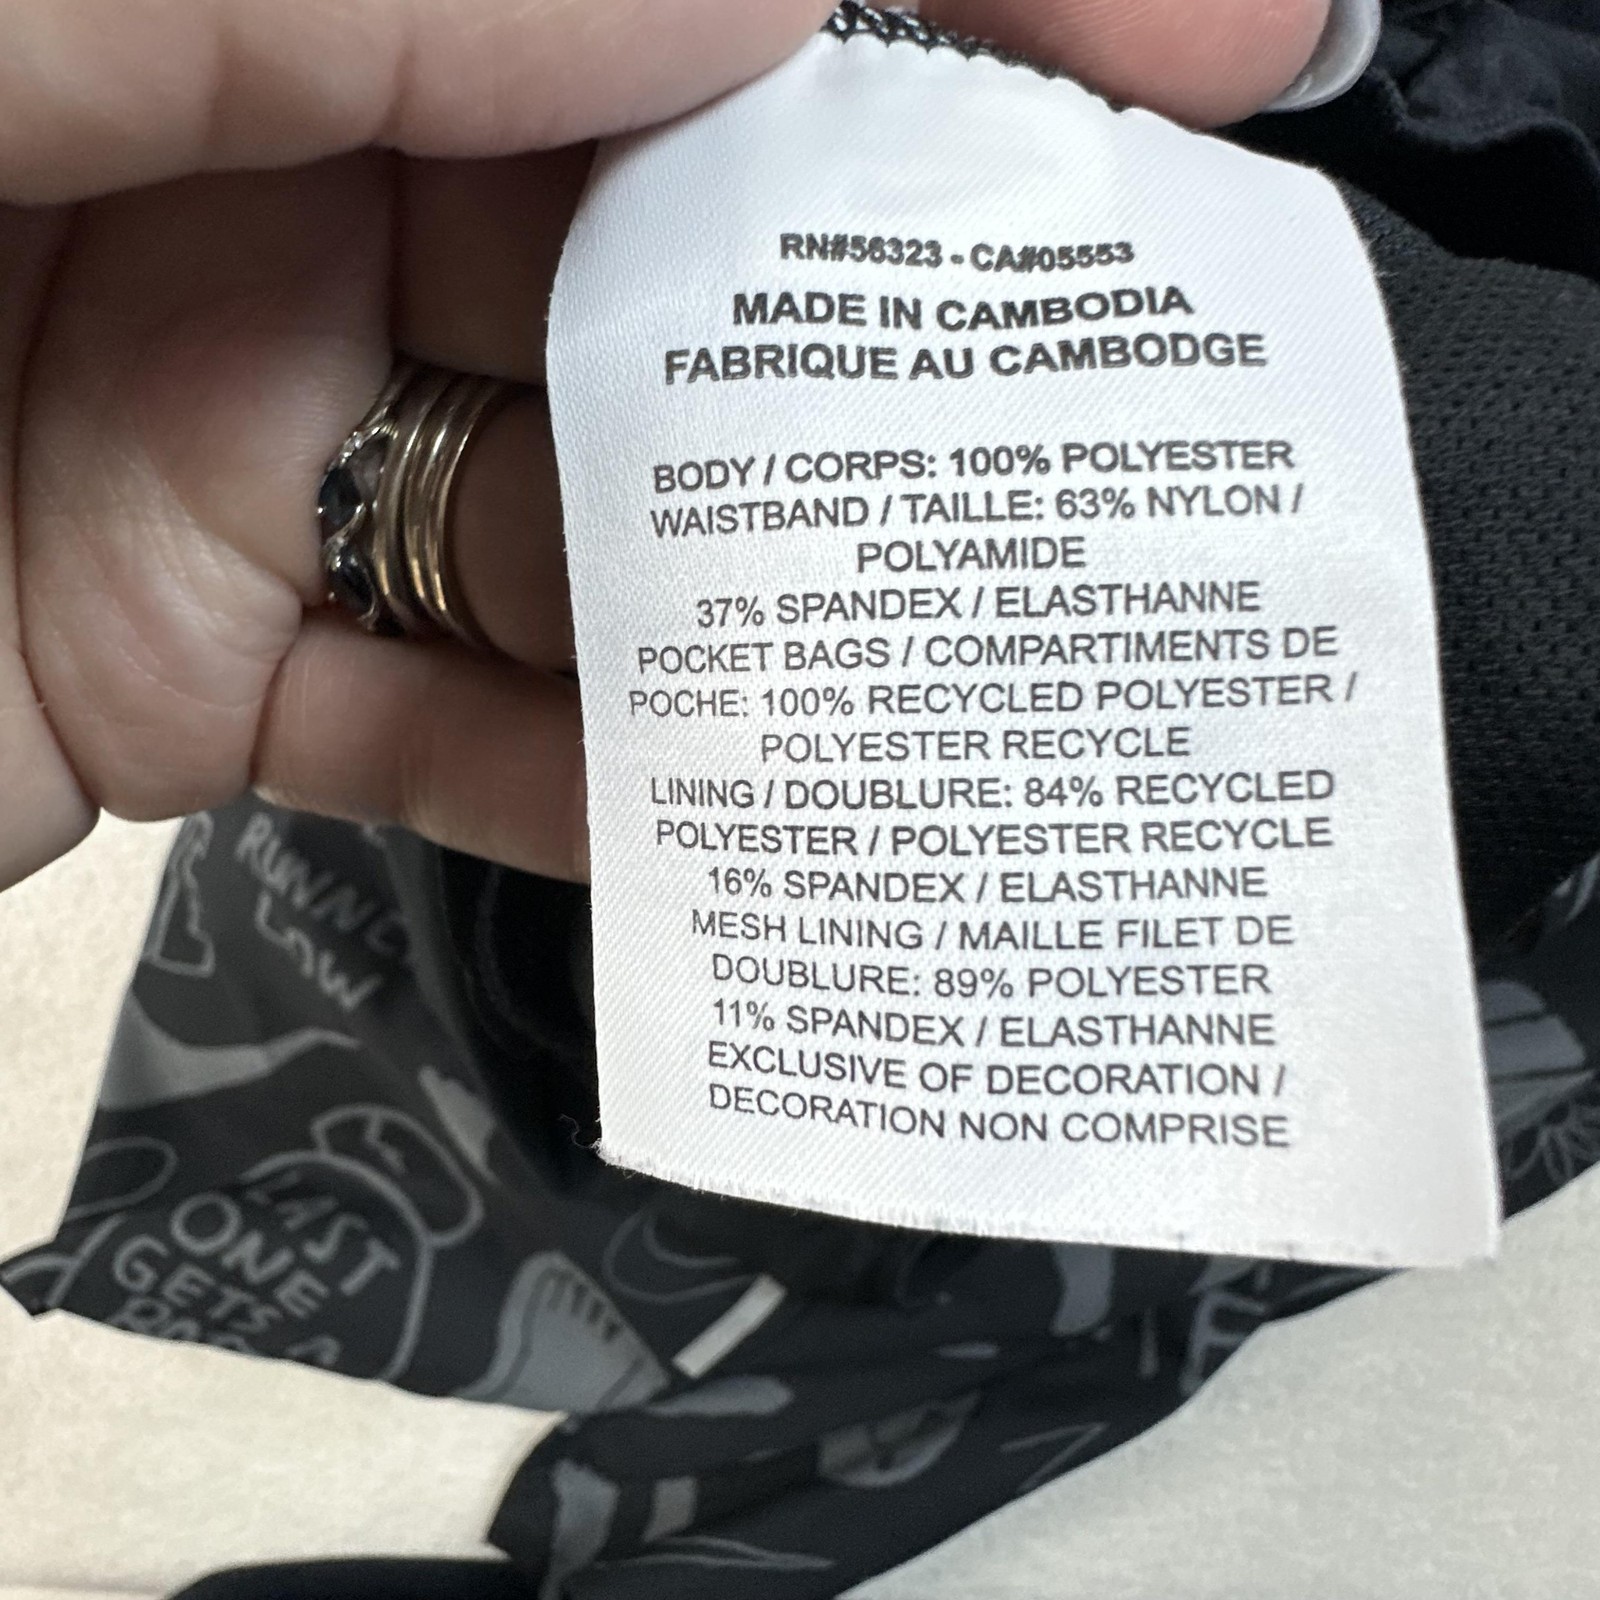 RN#56323 - CA#05553
MADE IN CAMBODIA
FABRIQUE AU CAMBODGE
BODY / CORPS: 100% POLYESTER
WAISTBAND / TAILLE: 63% NYLON /
POLYAMIDE
37% SPANDEX / ELASTHANNE
POCKET BAGS / COMPARTIMENTS DE
POCHE: 100% RECYCLED POLYESTER /
POLYESTER RECYCLE
LINING / DOUBLURE: 84% RECYCLED
POLYESTER / POLYESTER RECYCLE
16% SPANDEX / ELASTHANNE
MESH LINING / MAILLE FILET DE
DOUBLURE: 89% POLYESTER
11% SPANDEX / ELASTHANNE
EXCLUSIVE OF DECORATION /
DECORATION NON COMPRISE
RUNNING
LOW
LAST
ONE
GETS A